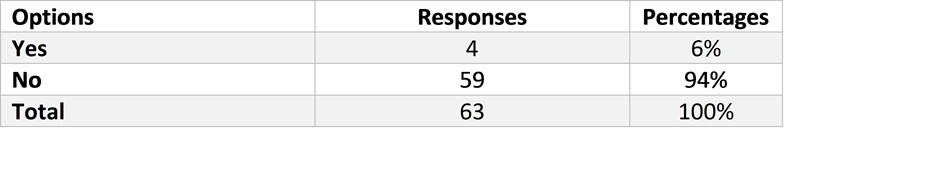 Options Responses Percentages
Yes 4 6%
No 59 94%
Total 63 100%